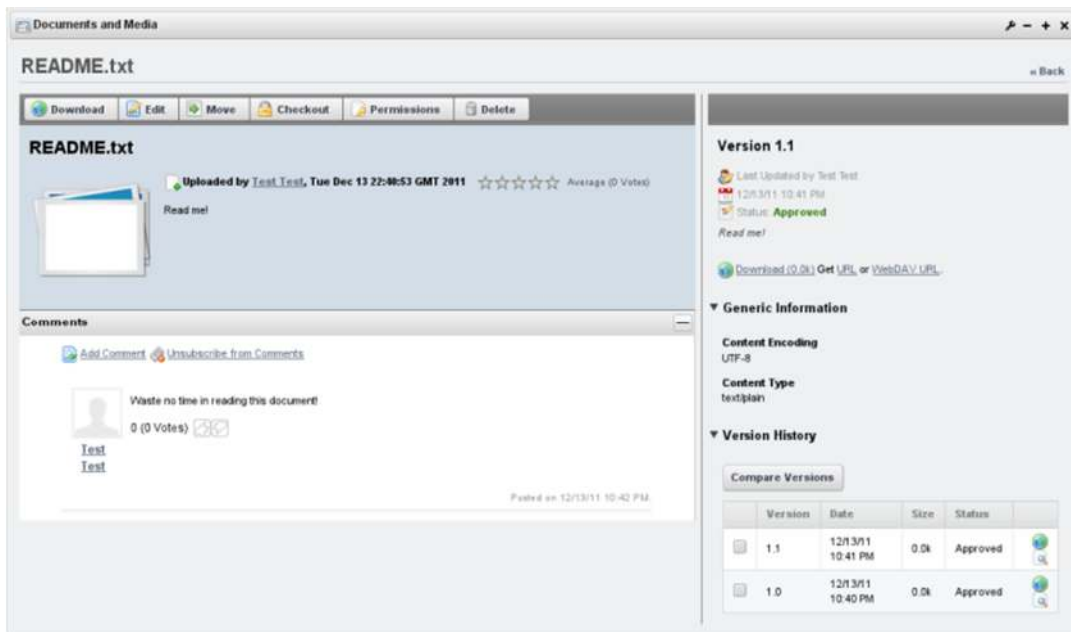 Documents and Media
README.txt
« Back
Download Edit Move Checkout Permissions Delete
README.txt
Uploaded by Test Test, Tue Dec 13 22:40:53 GMT 2011 Average (0 Votes)
Read me!
Comments
Add Comment Unsubscribe from Comments
Waste no time in reading this document!
0 (0 Votes)
Test
Test
Posted on 12/13/11 10:42 PM.
Version 1.1
Last Updated by Test Test
12/13/11 10:41 PM
Status: Approved
Read me!
Download (0.0k) Get URL or WebDAV URL.
Generic Information
Content Encoding
UTF-8
Content Type
text/plain
Version History
Compare Versions
Version Date Size Status
1.1 12/13/11 10:41 PM 0.0k Approved
1.0 12/13/11 10:40 PM 0.0k Approved